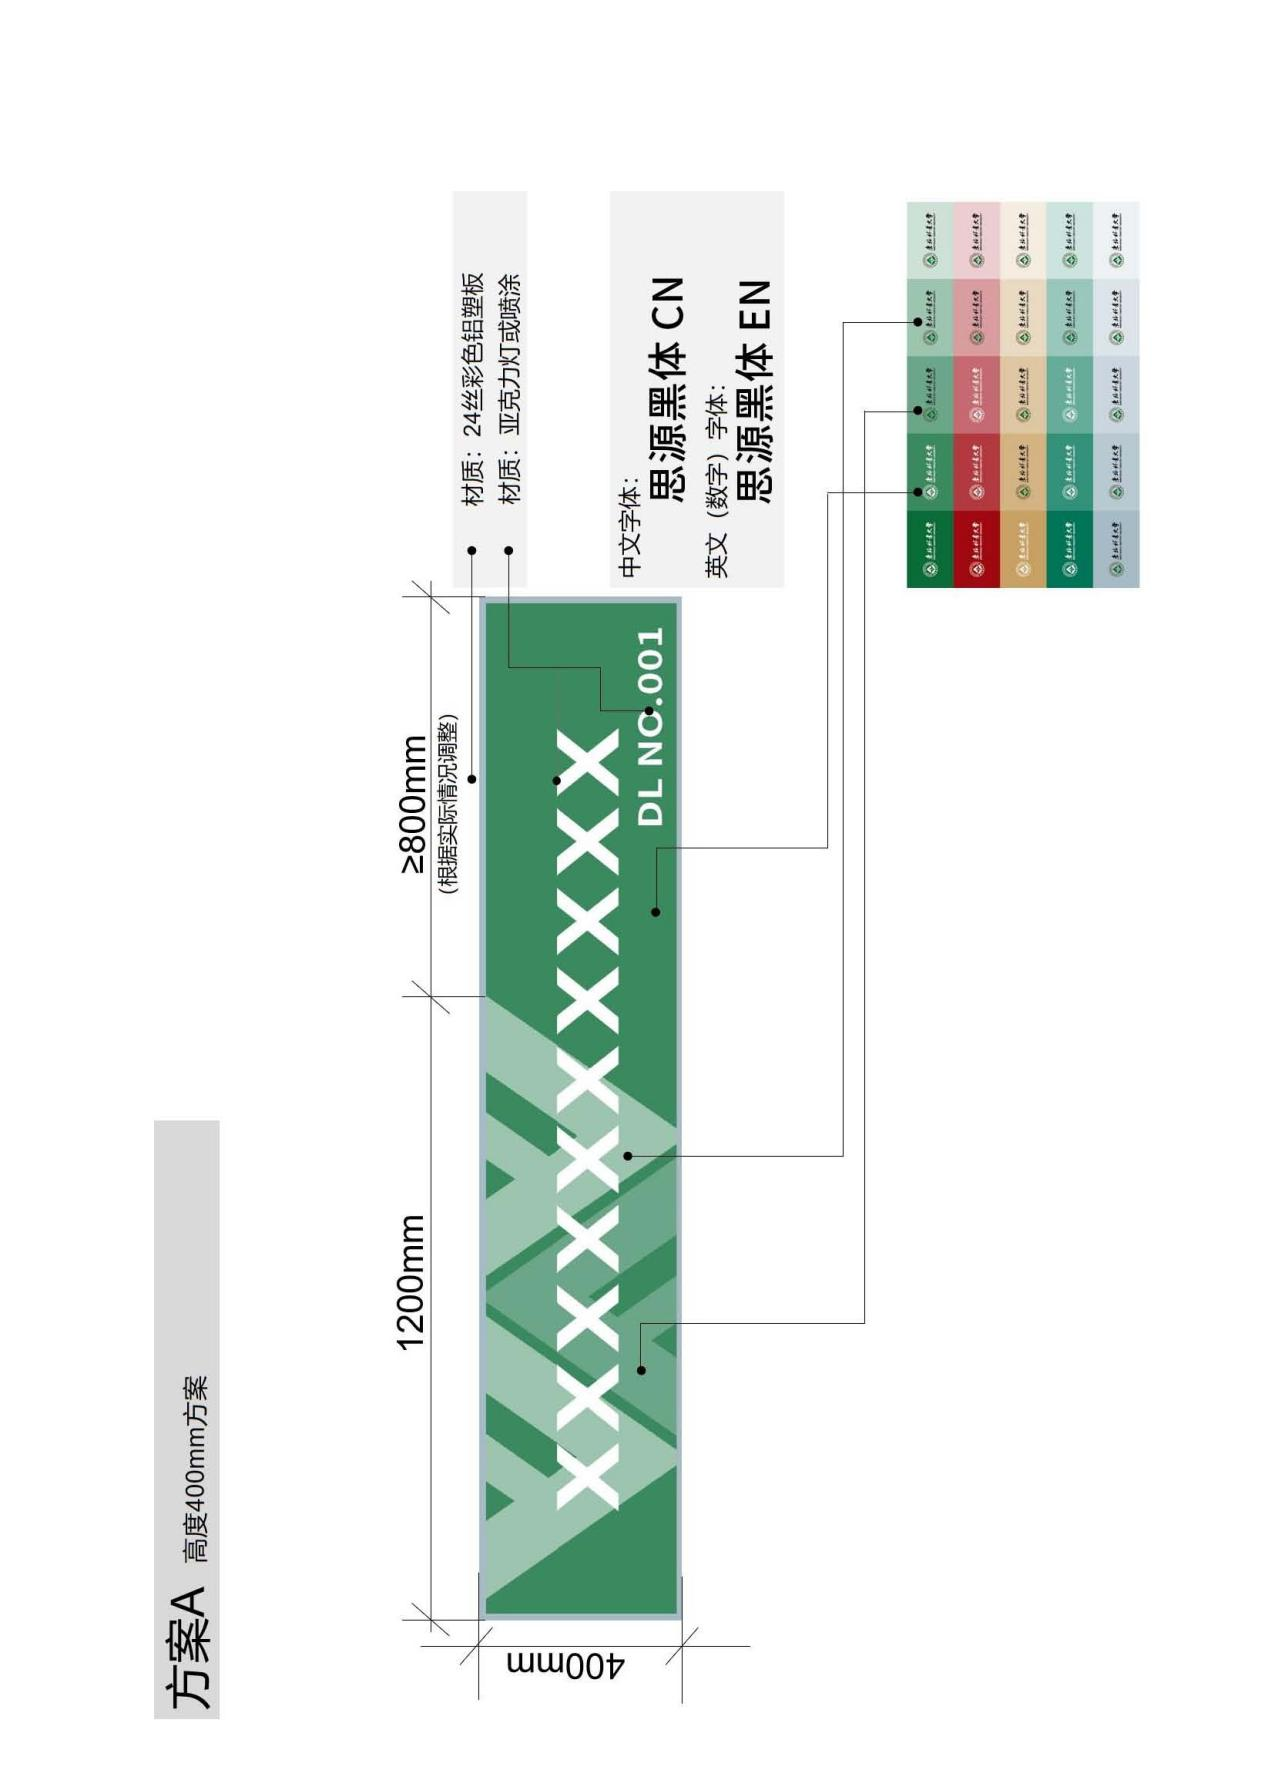 方案A 高度400mm方案
1200mm
≥800mm
(根据实际情况调整)
400mm
XXXXXXXXXX
DL NO.001
材质：24丝彩色铝塑板
材质：亚克力灯或喷涂
中文字体：
思源黑体 CN
英文（数字）字体：
思源黑体 EN